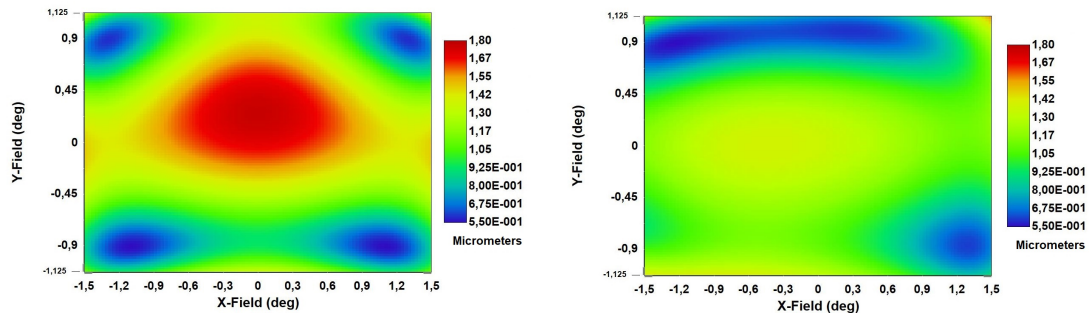 1,125
0,9
0,45
0
-0,45
-0,9
-1,125
Y-Field (deg)
-1,5 -1,2 -0,9 -0,6 -0,3 0 0,3 0,6 0,9 1,2 1,5
X-Field (deg)
1,80
1,67
1,55
1,42
1,30
1,17
1,05
9,25E-001
8,00E-001
6,75E-001
5,50E-001
Micrometers
1,125
0,9
0,45
0
-0,45
-0,9
-1,125
Y-Field (deg)
-1,5 -1,2 -0,9 -0,6 -0,3 0 0,3 0,6 0,9 1,2 1,5
X-Field (deg)
1,80
1,67
1,55
1,42
1,30
1,17
1,05
9,25E-001
8,00E-001
6,75E-001
5,50E-001
Micrometers